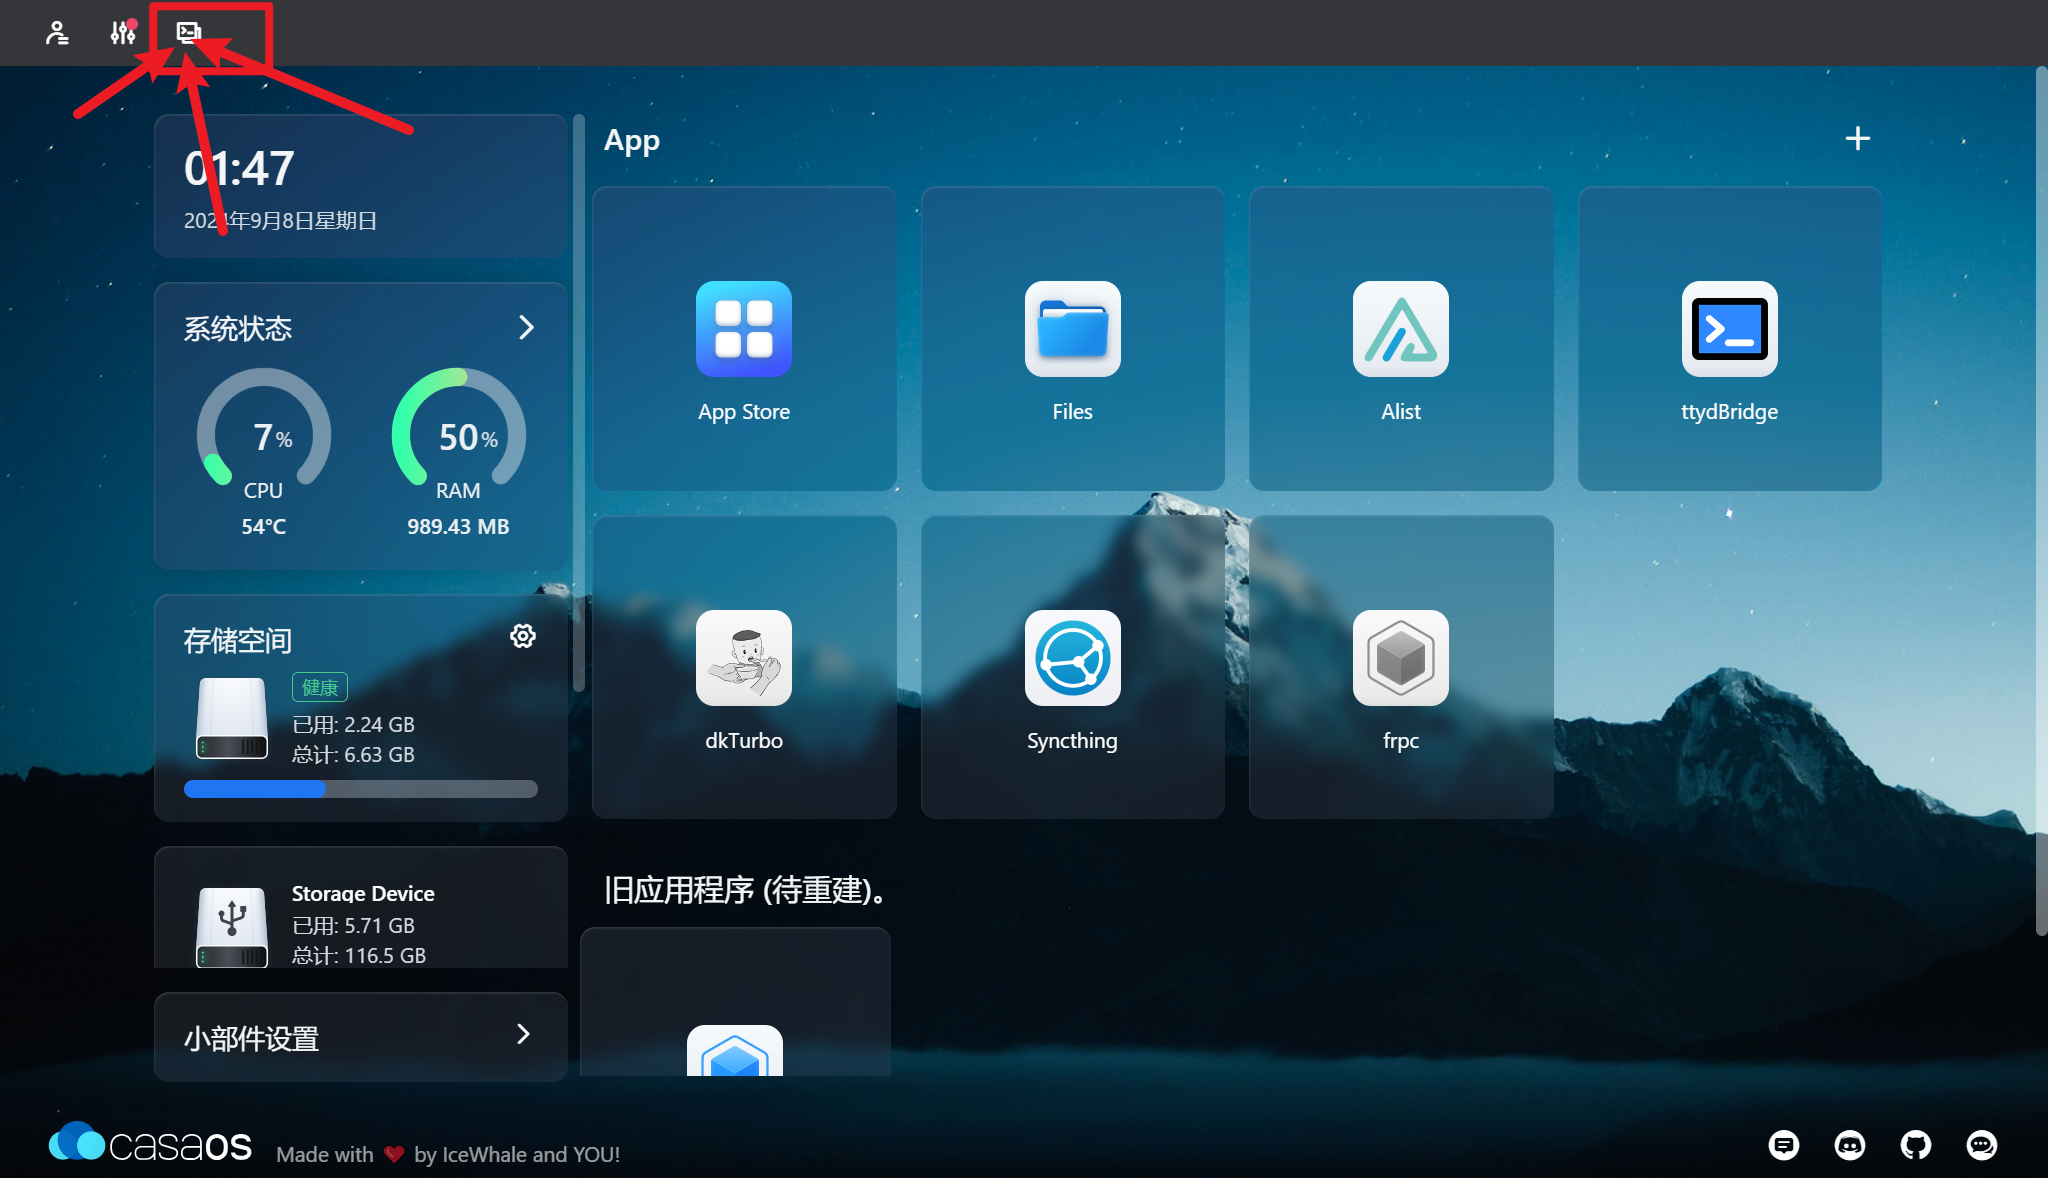 01:47
2024年9月8日星期日
系统状态
7%
CPU
54°C
50%
RAM
989.43 MB
存储空间
健康
已用: 2.24 GB
总计: 6.63 GB
Storage Device
已用: 5.71 GB
总计: 116.5 GB
小部件设置
App
App Store
Files
Alist
ttydBridge
dkTurbo
Syncthing
frpc
旧应用程序 (待重建)。
casaos
Made with ❤ by IceWhale and YOU!